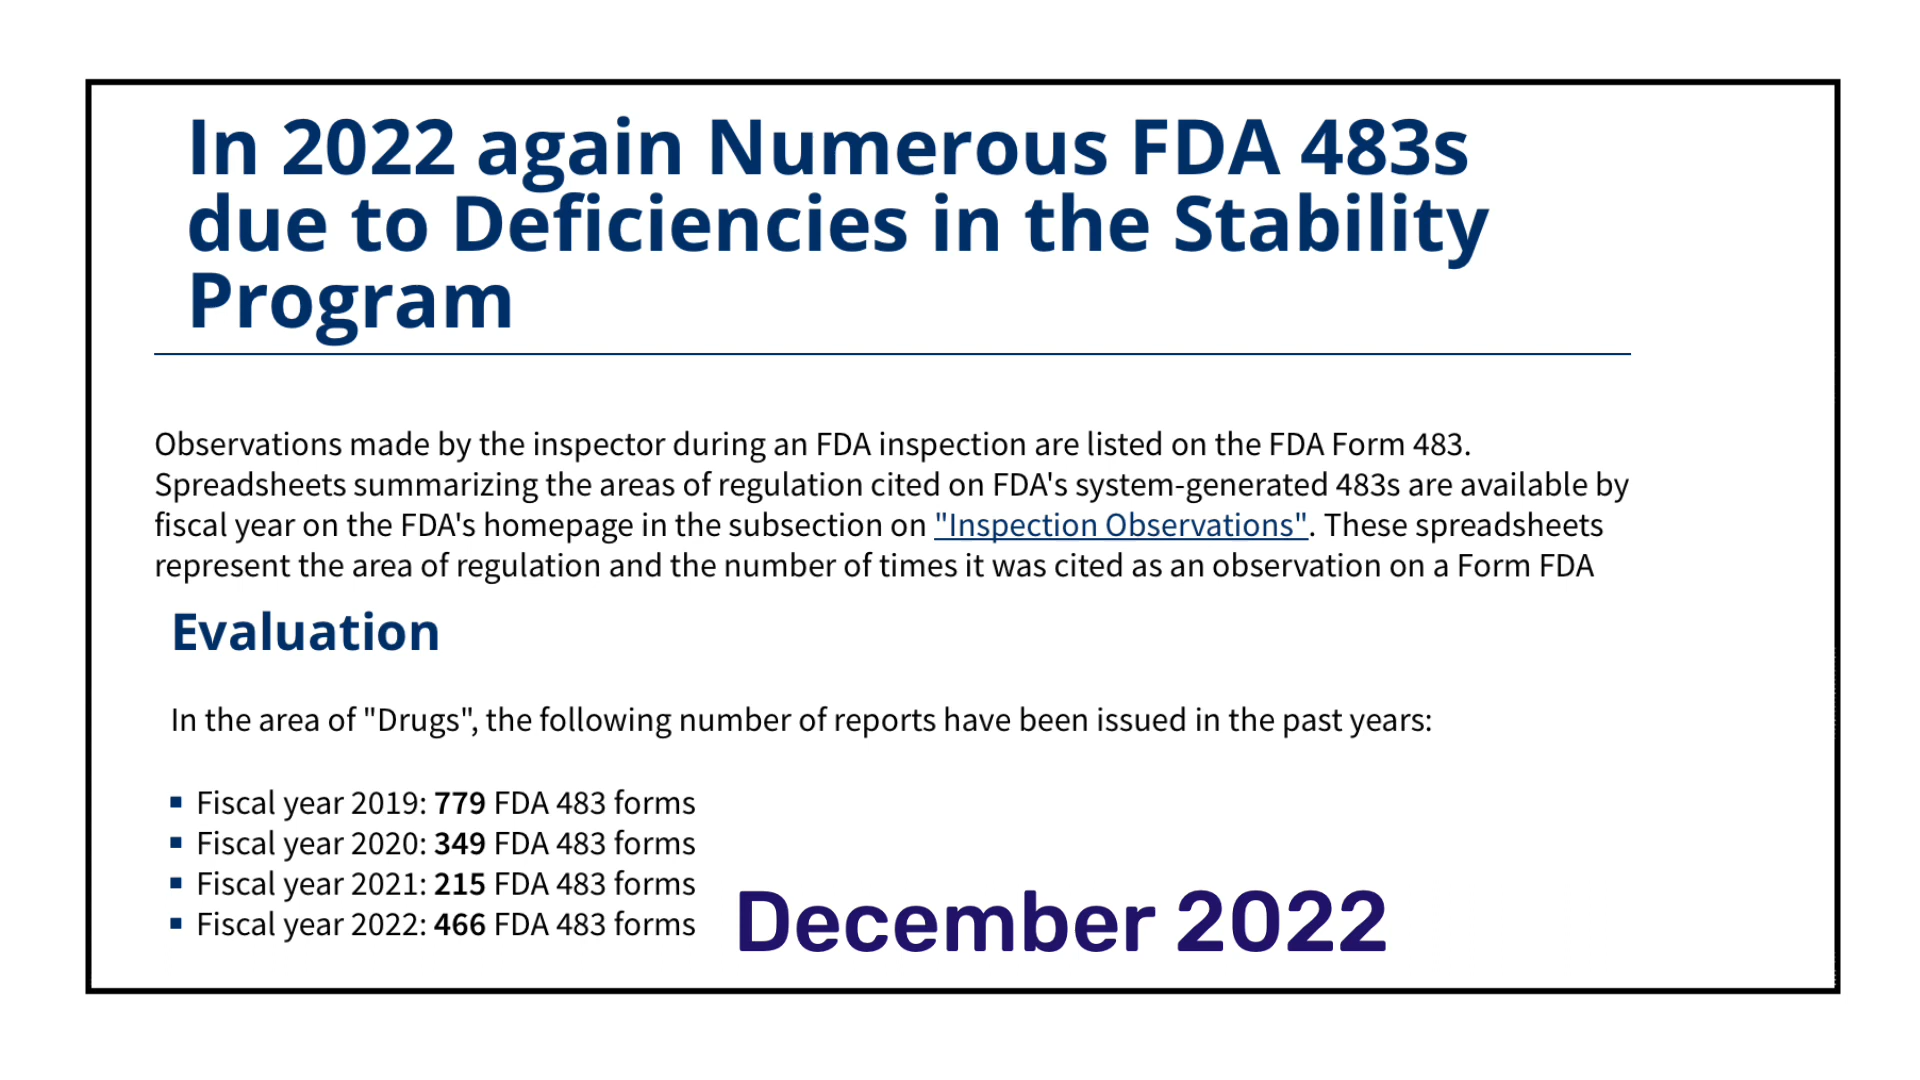 In 2022 again Numerous FDA 483s
due to Deficiencies in the Stability
Program
Observations made by the inspector during an FDA inspection are listed on the FDA Form 483.
Spreadsheets summarizing the areas of regulation cited on FDA's system-generated 483s are available by
fiscal year on the FDA's homepage in the subsection on "Inspection Observations". These spreadsheets
represent the area of regulation and the number of times it was cited as an observation on a Form FDA
Evaluation
In the area of "Drugs", the following number of reports have been issued in the past years:
▪ Fiscal year 2019: 779 FDA 483 forms
▪ Fiscal year 2020: 349 FDA 483 forms
▪ Fiscal year 2021: 215 FDA 483 forms
▪ Fiscal year 2022: 466 FDA 483 forms
December 2022